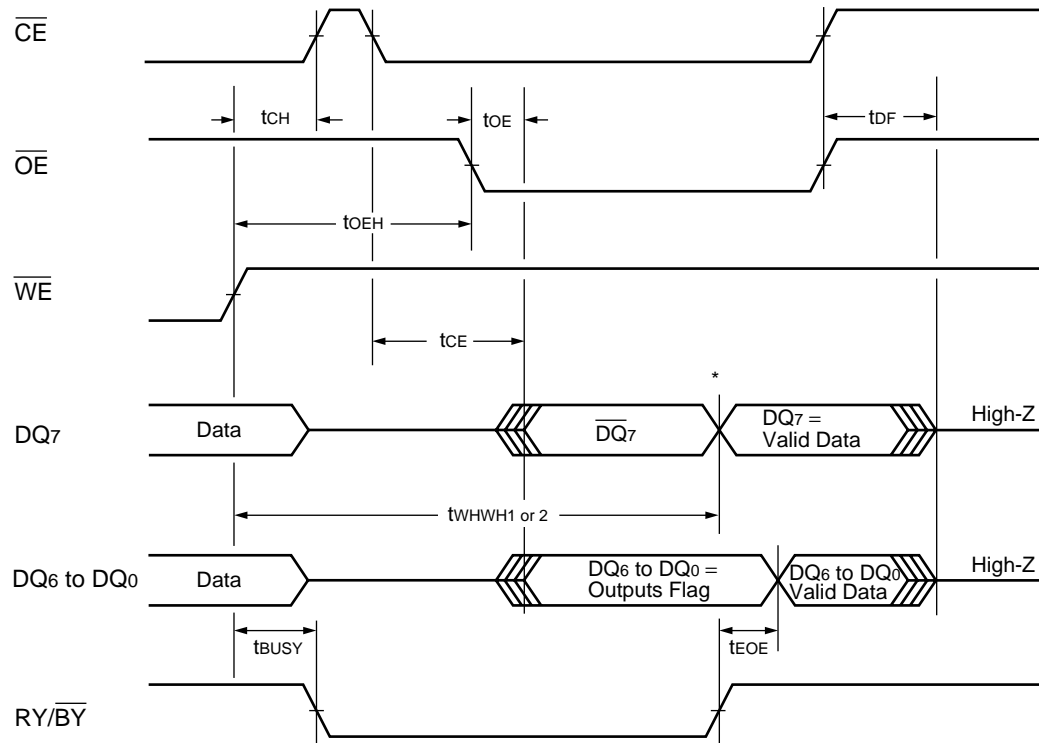 CE
tCH
tOE
tDF
OE
tOEH
WE
tCE
*
DQ7
Data
DQ7
DQ7 =
Valid Data
High-Z
tWHWH1 or 2
DQ6 to DQ0
Data
DQ6 to DQ0 =
Outputs Flag
DQ6 to DQ0
Valid Data
High-Z
tBUSY
tEOE
RY/BY